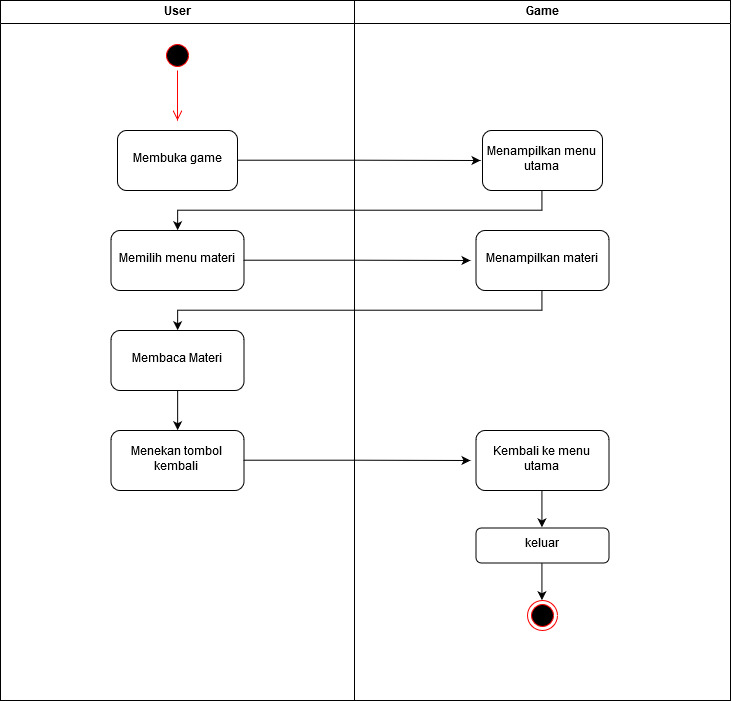 User
Game
Membuka game
Menampilkan menu
utama
Memilih menu materi
Menampilkan materi
Membaca Materi
Menekan tombol
kembali
Kembali ke menu
utama
keluar